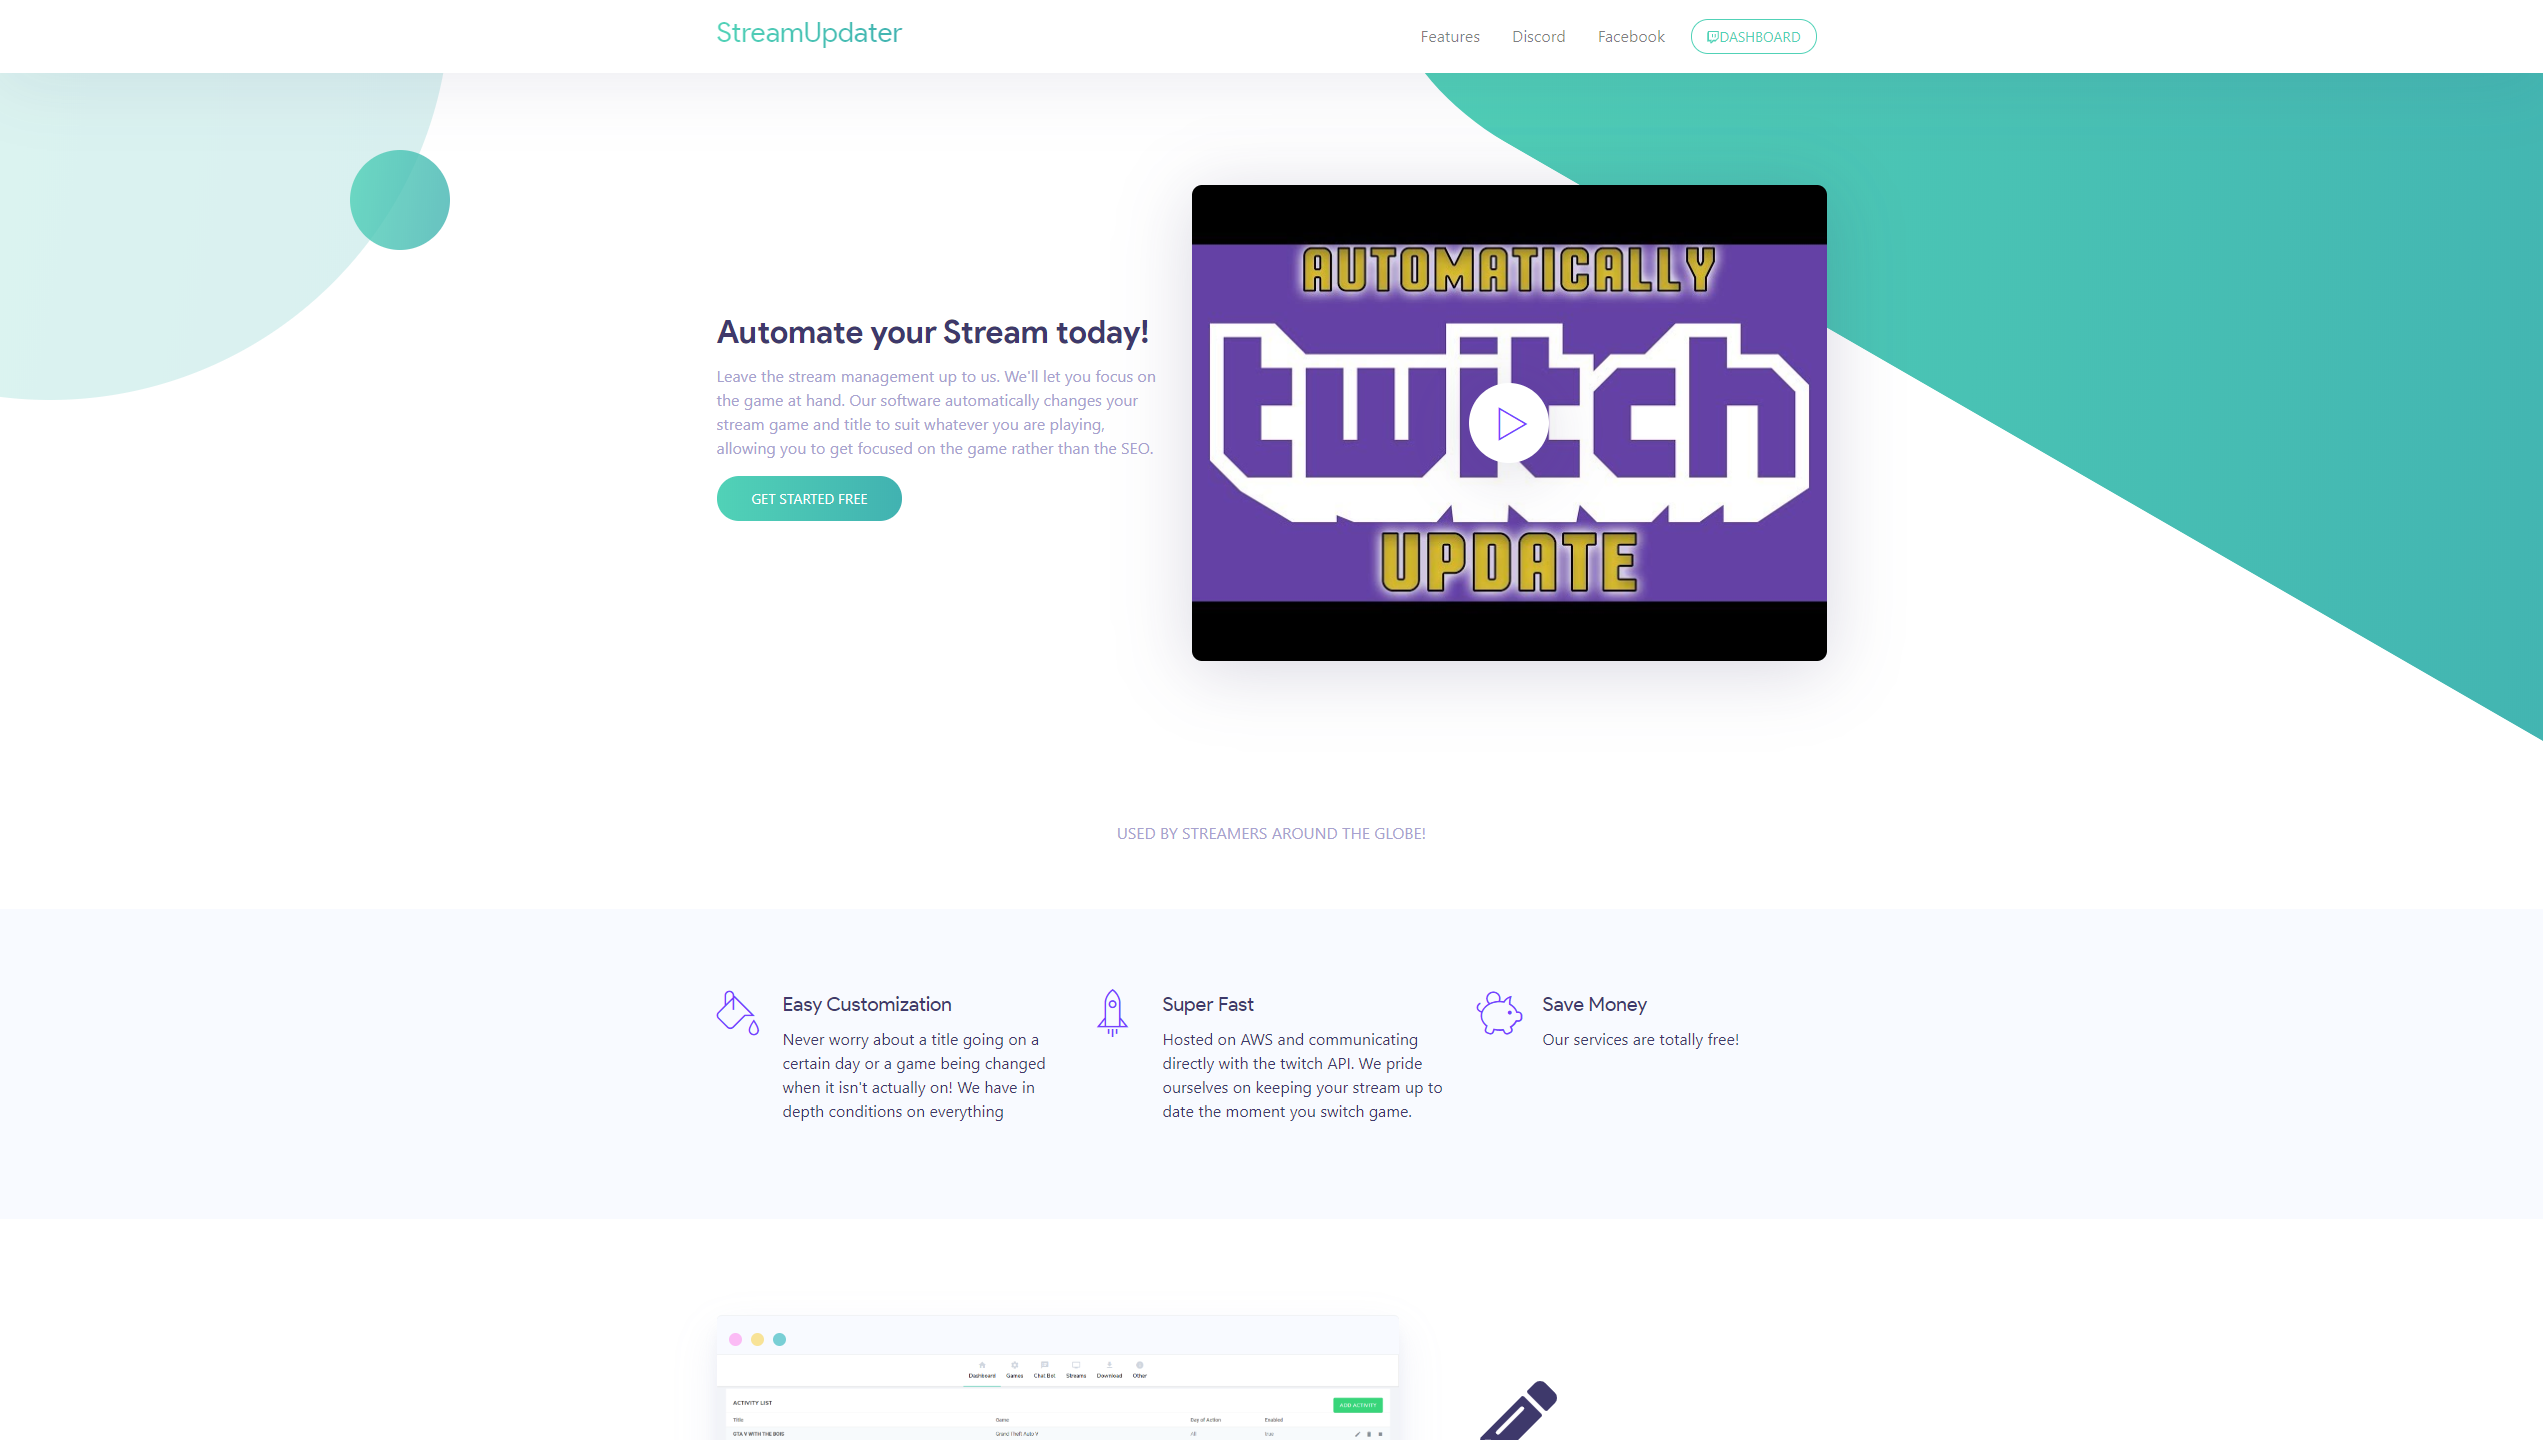 StreamUpdater
Features
Discord
Facebook
DASHBOARD
AUTOMATICALLY
twitch
UPDATE
Automate your Stream today!
Leave the stream management up to us. We'll let you focus on
the game at hand. Our software automatically changes your
stream game and title to suit whatever you are playing,
allowing you to get focused on the game rather than the SEO.
GET STARTED FREE
USED BY STREAMERS AROUND THE GLOBE!
Easy Customization
Never worry about a title going on a
certain day or a game being changed
when it isn't actually on! We have in
depth conditions on everything
Super Fast
Hosted on AWS and communicating
directly with the twitch API. We pride
ourselves on keeping your stream up to
date the moment you switch game.
Save Money
Our services are totally free!
Dashboard Games Chat Bot Streams Download Other
ACTIVITY LIST
ADD ACTIVITY
Title Game Day of Action Enabled
GTA V WITH THE BOIS Grand Theft Auto V All true